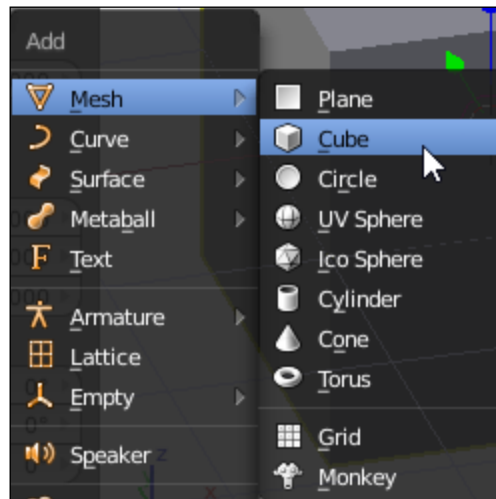 Add
Mesh
Curve
Surface
Metaball
Text
Armature
Lattice
Empty
Speaker
Plane
Cube
Circle
UV Sphere
Ico Sphere
Cylinder
Cone
Torus
Grid
Monkey
z
x